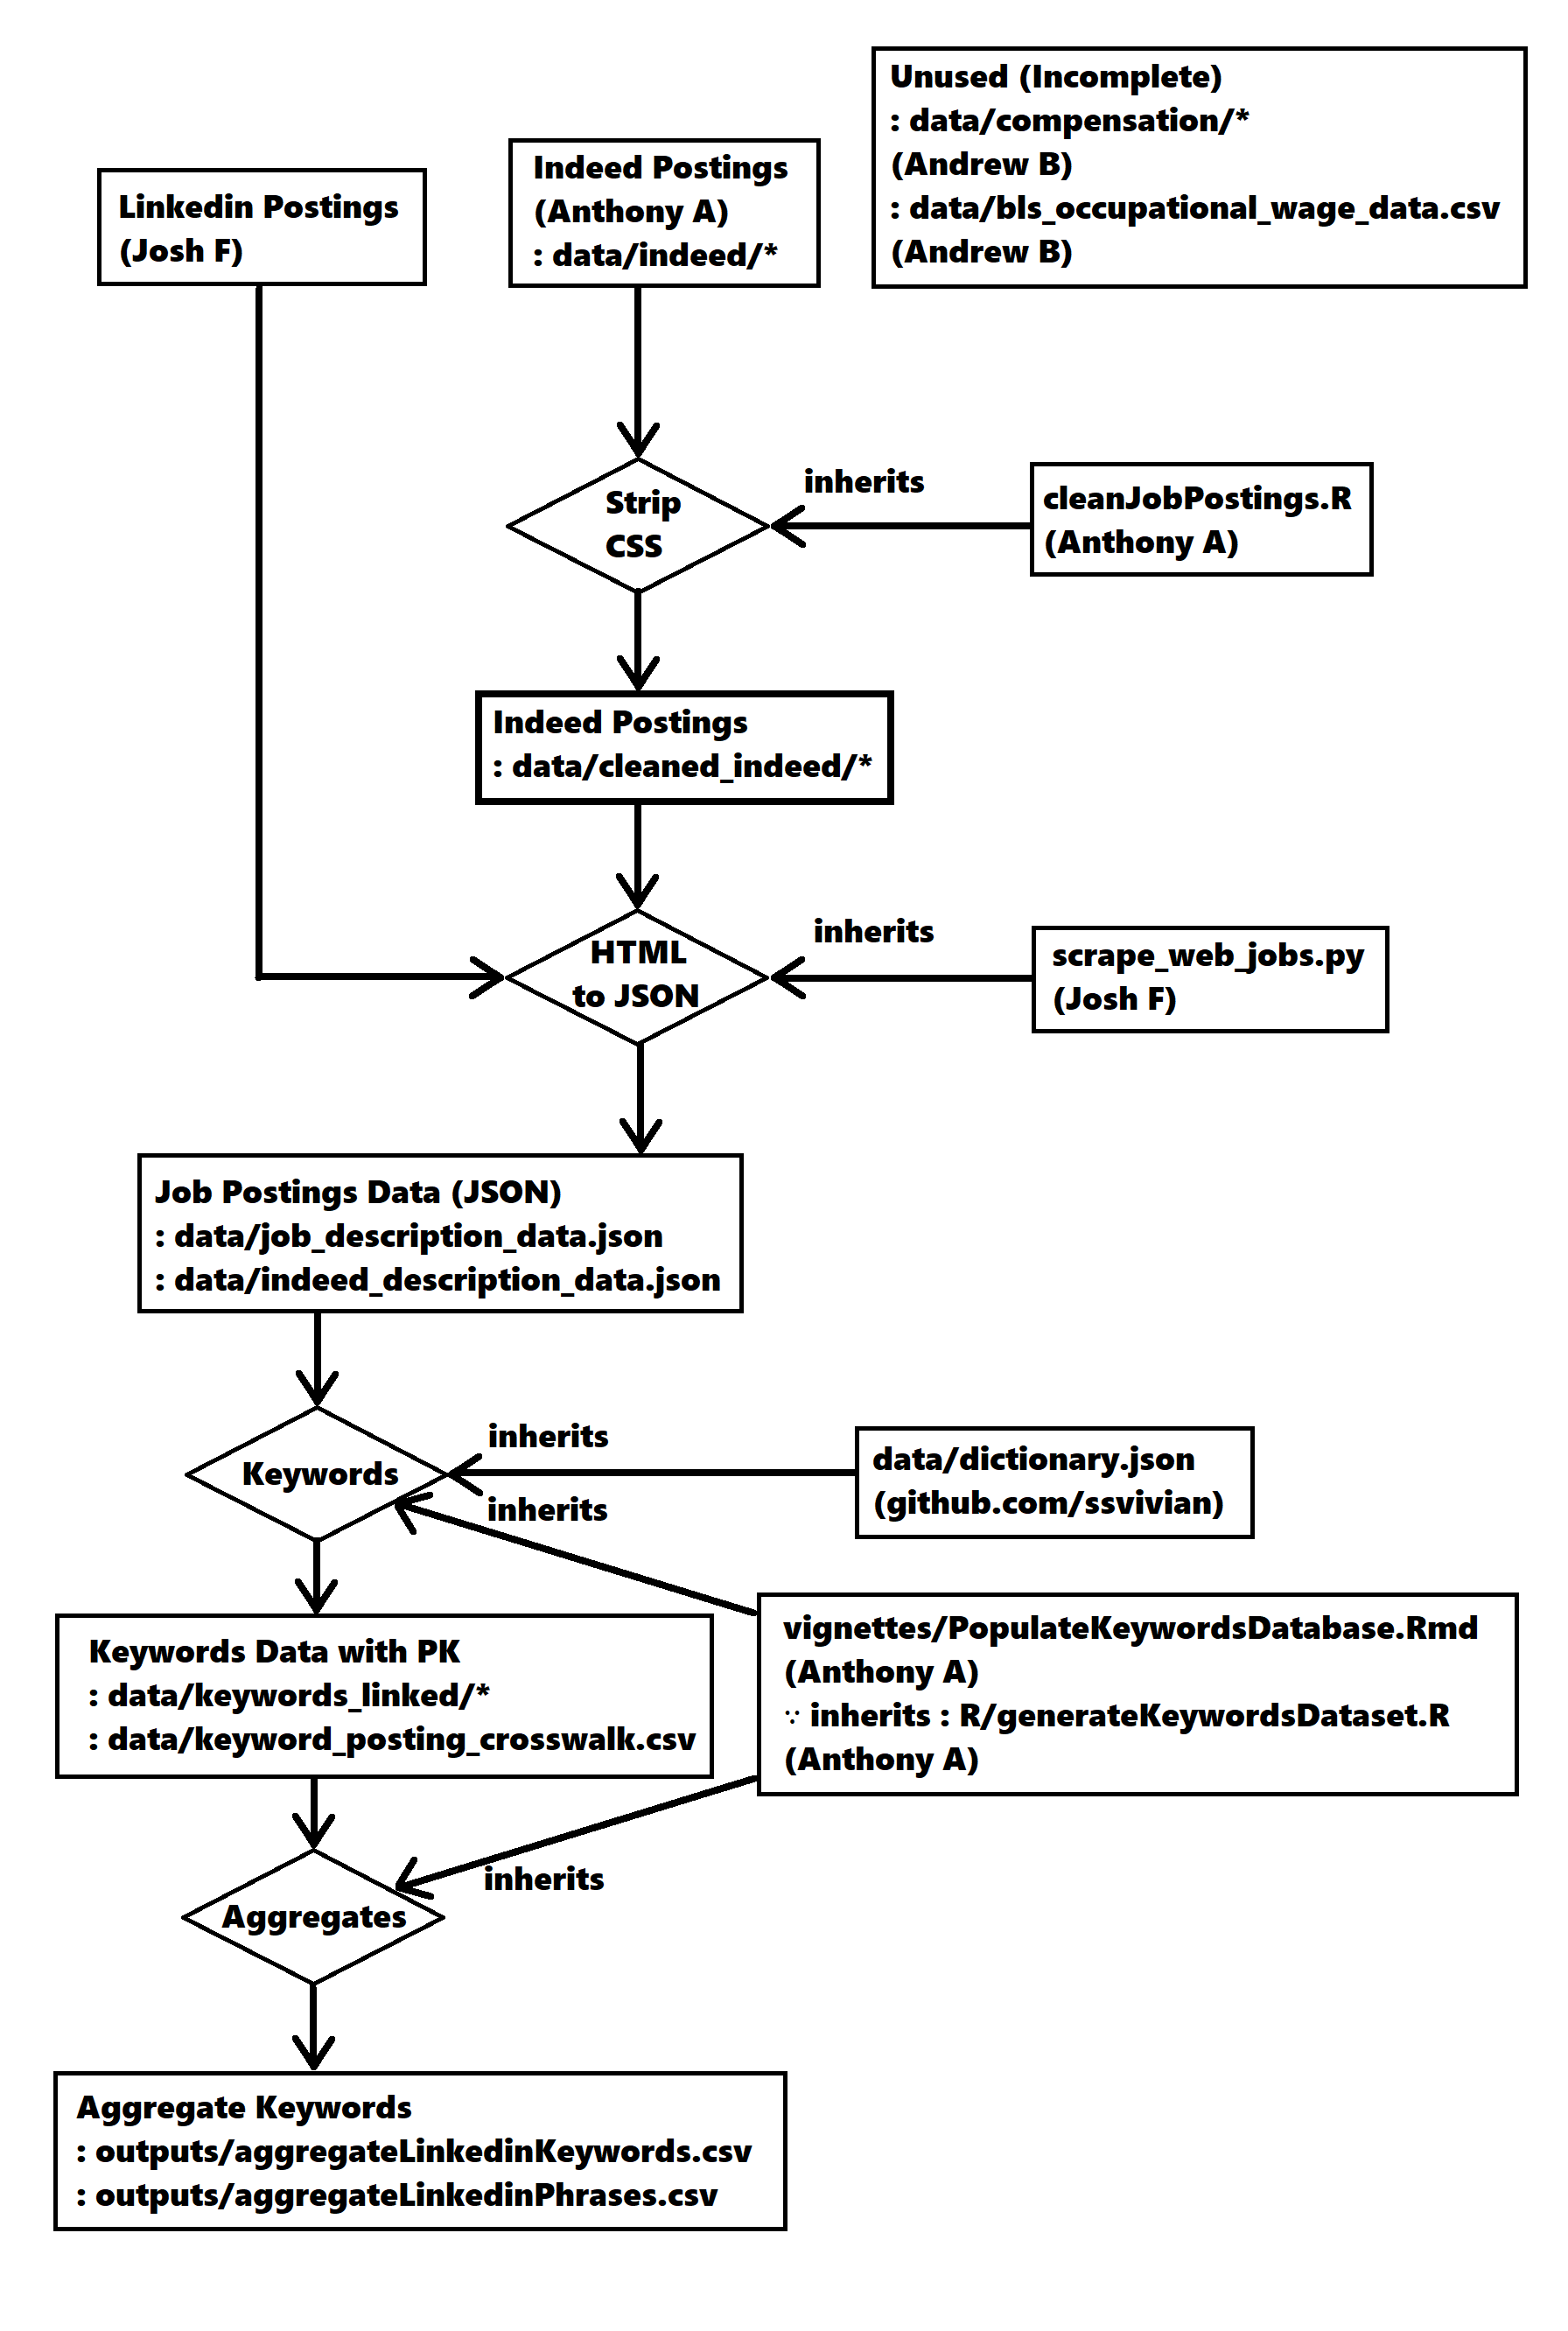 Unused (Incomplete)
: data/compensation/*
(Andrew B)
: data/bls_occupational_wage_data.csv
(Andrew B)
Indeed Postings
(Anthony A)
: data/indeed/*
Linkedin Postings
(Josh F)
Strip
CSS
inherits
cleanJobPostings.R
(Anthony A)
Indeed Postings
: data/cleaned_indeed/*
HTML
to JSON
inherits
scrape_web_jobs.py
(Josh F)
Job Postings Data (JSON)
: data/job_description_data.json
: data/indeed_description_data.json
Keywords
inherits
inherits
data/dictionary.json
(github.com/ssvivian)
vignettes/PopulateKeywordsDatabase.Rmd
(Anthony A)
∵ inherits : R/generateKeywordsDataset.R
(Anthony A)
Keywords Data with PK
: data/keywords_linked/*
: data/keyword_posting_crosswalk.csv
inherits
Aggregates
Aggregate Keywords
: outputs/aggregateLinkedinKeywords.csv
: outputs/aggregateLinkedinPhrases.csv